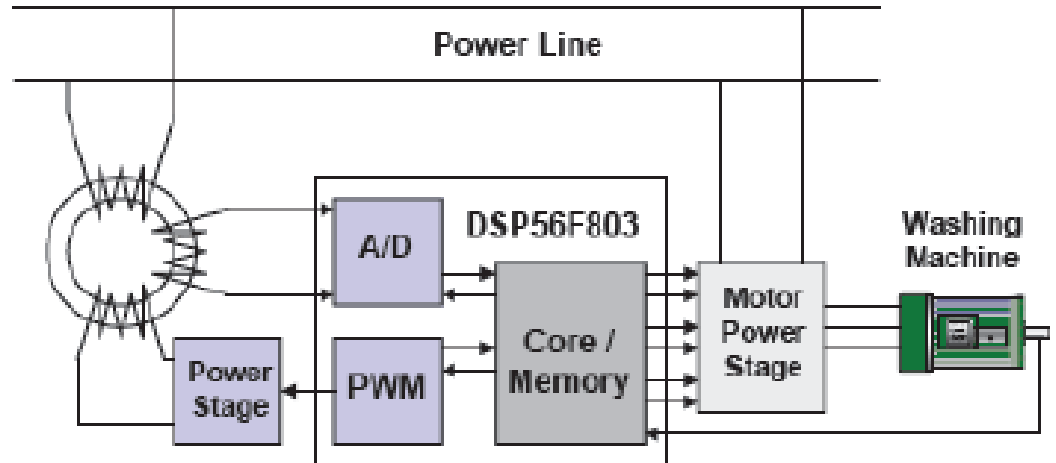 Power Line
DSP56F803
A/D
Washing
Machine
Motor
Power
Stage
Core /
Memory
Power
Stage
PWM